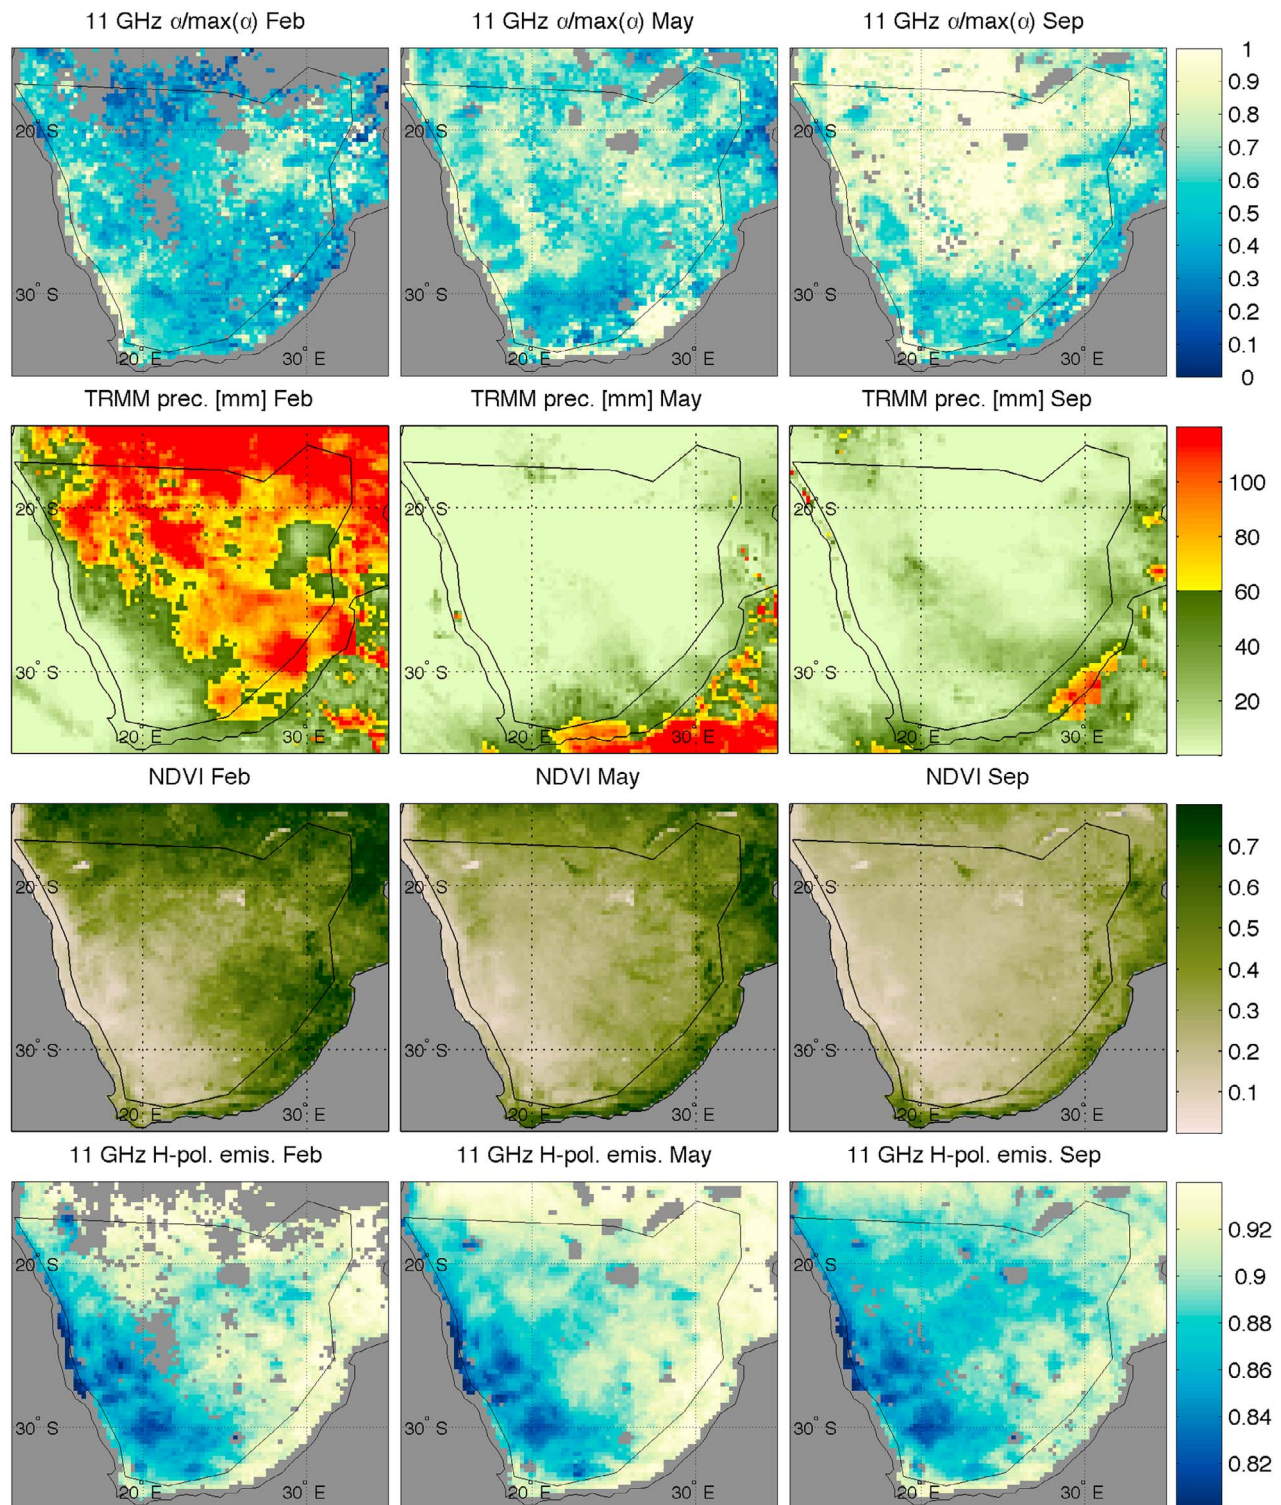 11 GHz α/max(α) Feb
11 GHz α/max(α) May
11 GHz α/max(α) Sep
20° S
30° S
20° E
30° E
20° S
30° S
20° E
30° E
20° S
30° S
20° E
30° E
1
0.9
0.8
0.7
0.6
0.5
0.4
0.3
0.2
0.1
0
TRMM prec. [mm] Feb
TRMM prec. [mm] May
TRMM prec. [mm] Sep
20° S
30° S
20° E
30° E
20° S
30° S
20° E
30° E
20° S
30° S
20° E
30° E
100
80
60
40
20
NDVI Feb
NDVI May
NDVI Sep
20° S
30° S
20° E
30° E
20° S
30° S
20° E
30° E
20° S
30° S
20° E
30° E
0.7
0.6
0.5
0.4
0.3
0.2
0.1
11 GHz H-pol. emis. Feb
11 GHz H-pol. emis. May
11 GHz H-pol. emis. Sep
20° S
30° S
20° E
30° E
20° S
30° S
20° E
30° E
20° S
30° S
20° E
30° E
0.92
0.9
0.88
0.86
0.84
0.82